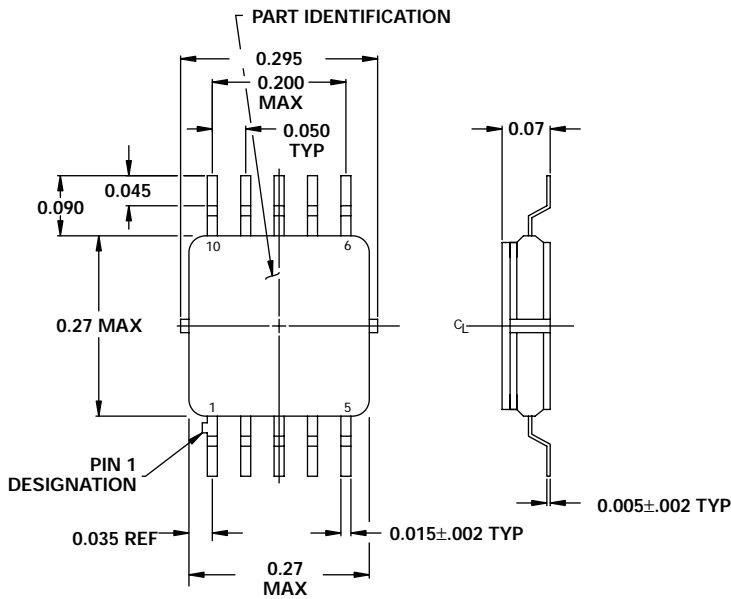 PART IDENTIFICATION
0.295
0.200
MAX
0.050
TYP
0.07
0.045
0.090
10
6
0.27 MAX
CL
1
5
PIN 1
DESIGNATION
0.005±.002 TYP
0.035 REF
0.015±.002 TYP
0.27
MAX